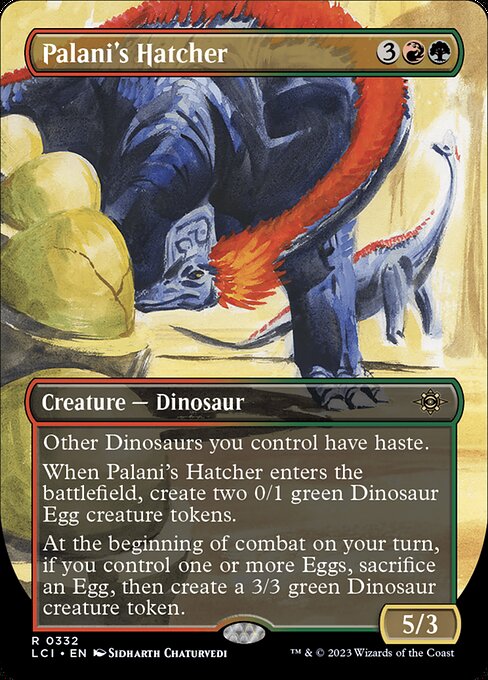 Palani's Hatcher 3
Creature — Dinosaur
Other Dinosaurs you control have haste.
When Palani's Hatcher enters the
battlefield, create two 0/1 green Dinosaur
Egg creature tokens.
At the beginning of combat on your turn,
if you control one or more Eggs, sacrifice
an Egg, then create a 3/3 green Dinosaur
creature token.
5/3
R 0332
LCI • EN Sidharth Chaturvedi
™ & © 2023 Wizards of the Coast